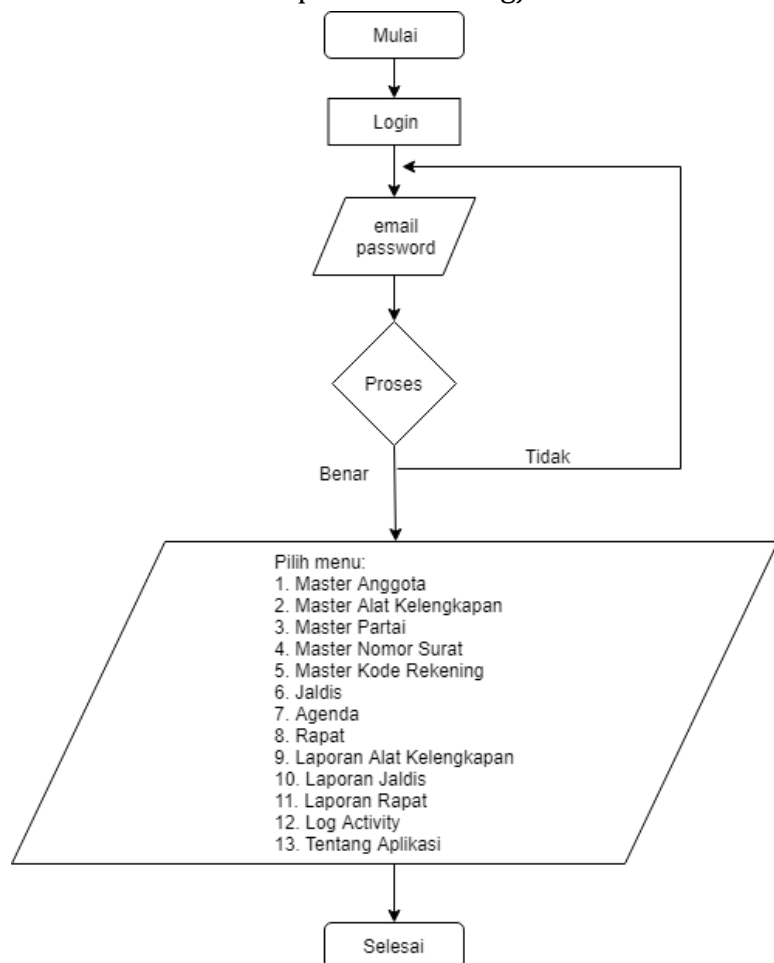 Mulai
Login
email
password
Proses
Benar
Tidak
Pilih menu:
1. Master Anggota
2. Master Alat Kelengkapan
3. Master Partai
4. Master Nomor Surat
5. Master Kode Rekening
6. Jaldis
7. Agenda
8. Rapat
9. Laporan Alat Kelengkapan
10. Laporan Jaldis
11. Laporan Rapat
12. Log Activity
13. Tentang Aplikasi
Selesai